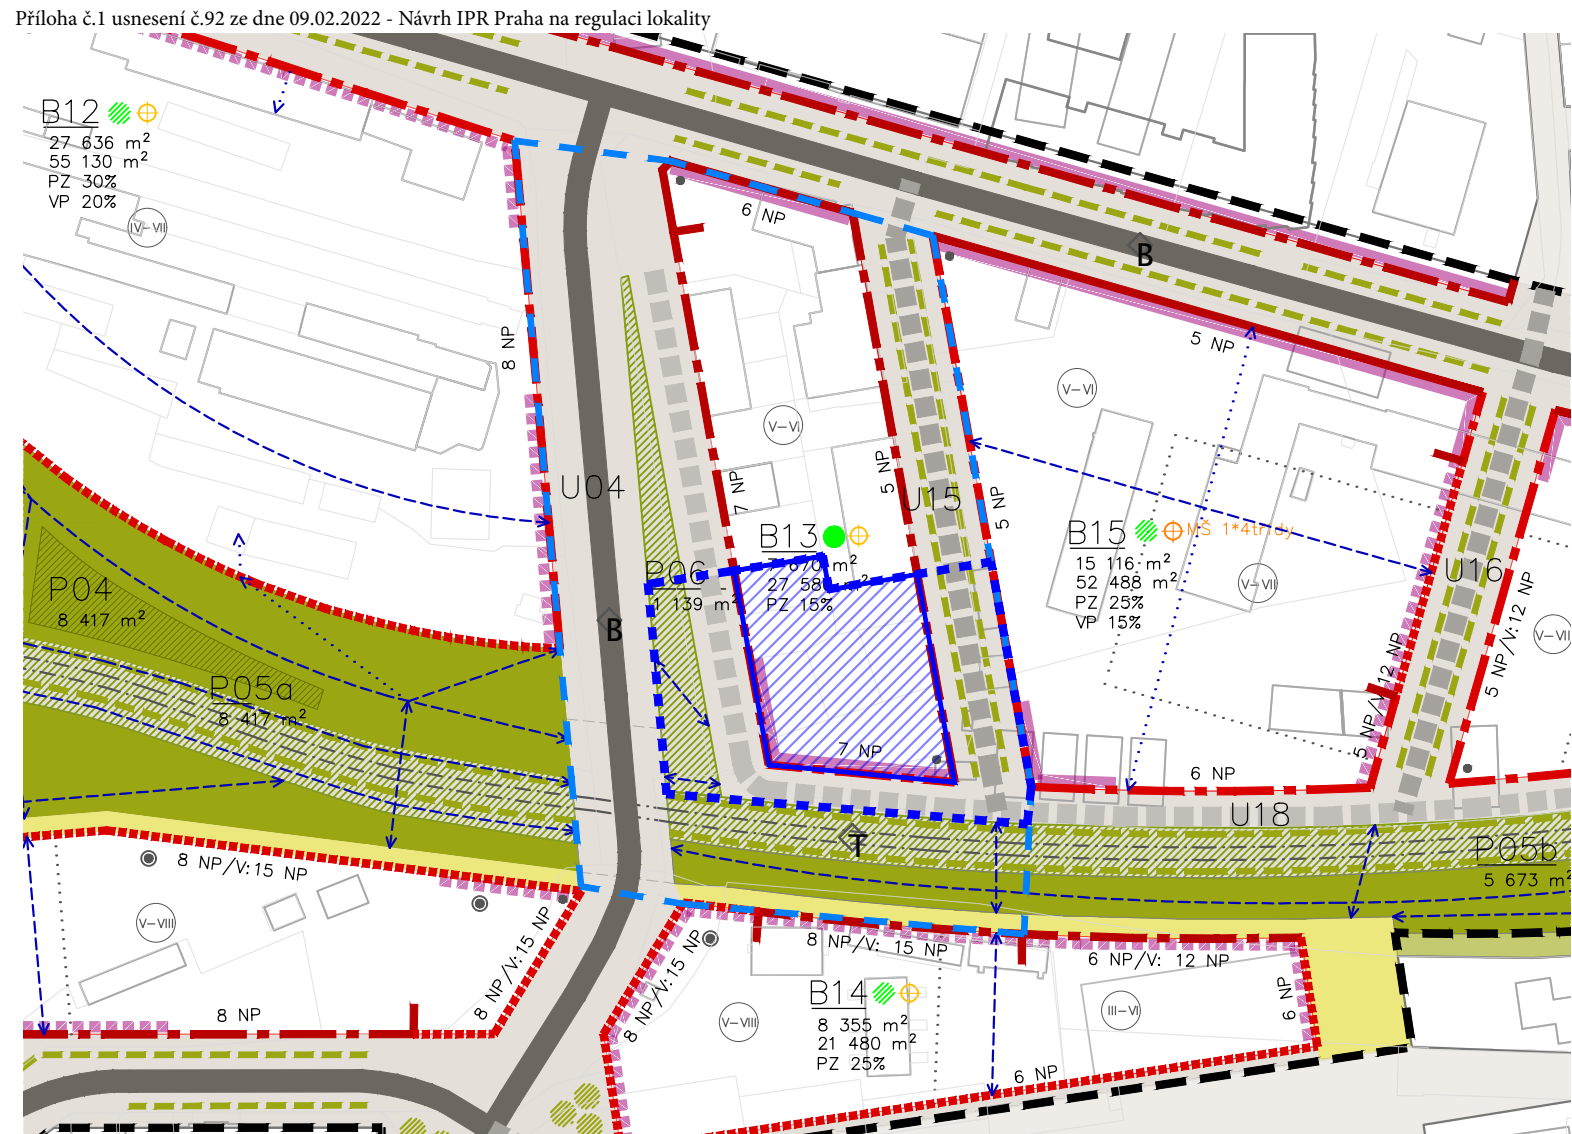 Příloha č.1 usnesení č.92 ze dne 09.02.2022 - Návrh IPR Praha na regulaci lokality
B12
27 636 m²
55 130 m²
PZ 30%
VP 20%
IV-VII
6 NP
B
8 NP
5 NP
V-VI
V-VI
U04
7 NP
5 NP
U15
5 NP
B13
7 670 m²
27 58 m²
PZ 15%
B15
MŠ 1*4třídy
15 116 m²
52 488 m²
PZ 25%
VP 15%
V-VII
U16
P04
8 417 m²
P06
1 139 m²
B
5 NP/V:12 NP
V-VII
P05a
8 417 m²
5 NP/V:12 NP
7 NP
6 NP
U18
T
P05b
5 673 m²
8 NP/V:15 NP
V-VIII
8 NP/V:15 NP
8 NP/V:15 NP
8 NP/V: 15 NP
6 NP/V: 12 NP
B14
8 355 m²
21 480 m²
PZ 25%
V-VIII
III-VI
6 NP
8 NP
6 NP